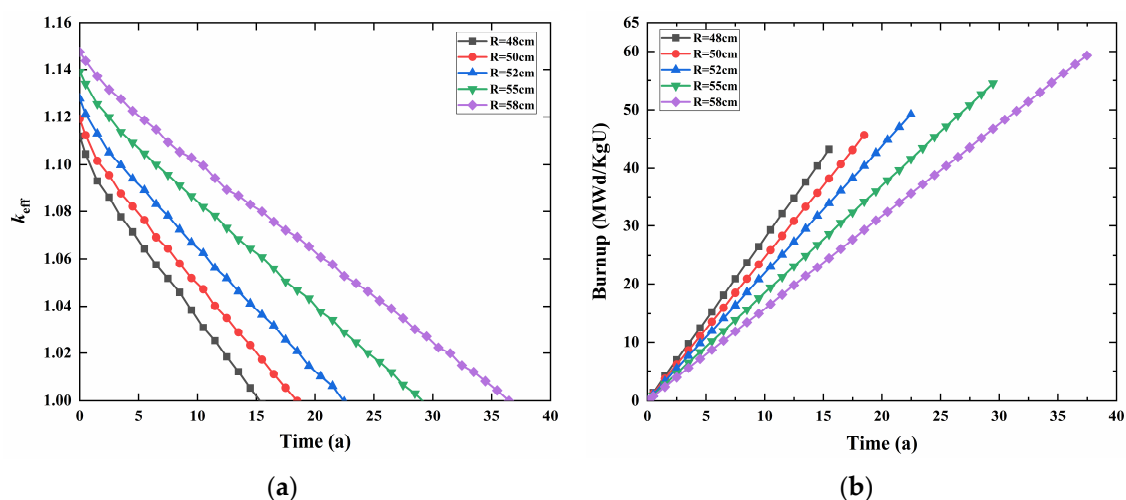 1.16
1.14
1.12
1.10
1.08
1.06
1.04
1.02
1.00
k_eff
R=48cm
R=50cm
R=52cm
R=55cm
R=58cm
0 5 10 15 20 25 30 35 40
Time (a)
(a)
65
60
50
40
30
20
10
0
Burnup (MWd/KgU)
R=48cm
R=50cm
R=52cm
R=55cm
R=58cm
0 5 10 15 20 25 30 35 40
Time (a)
(b)